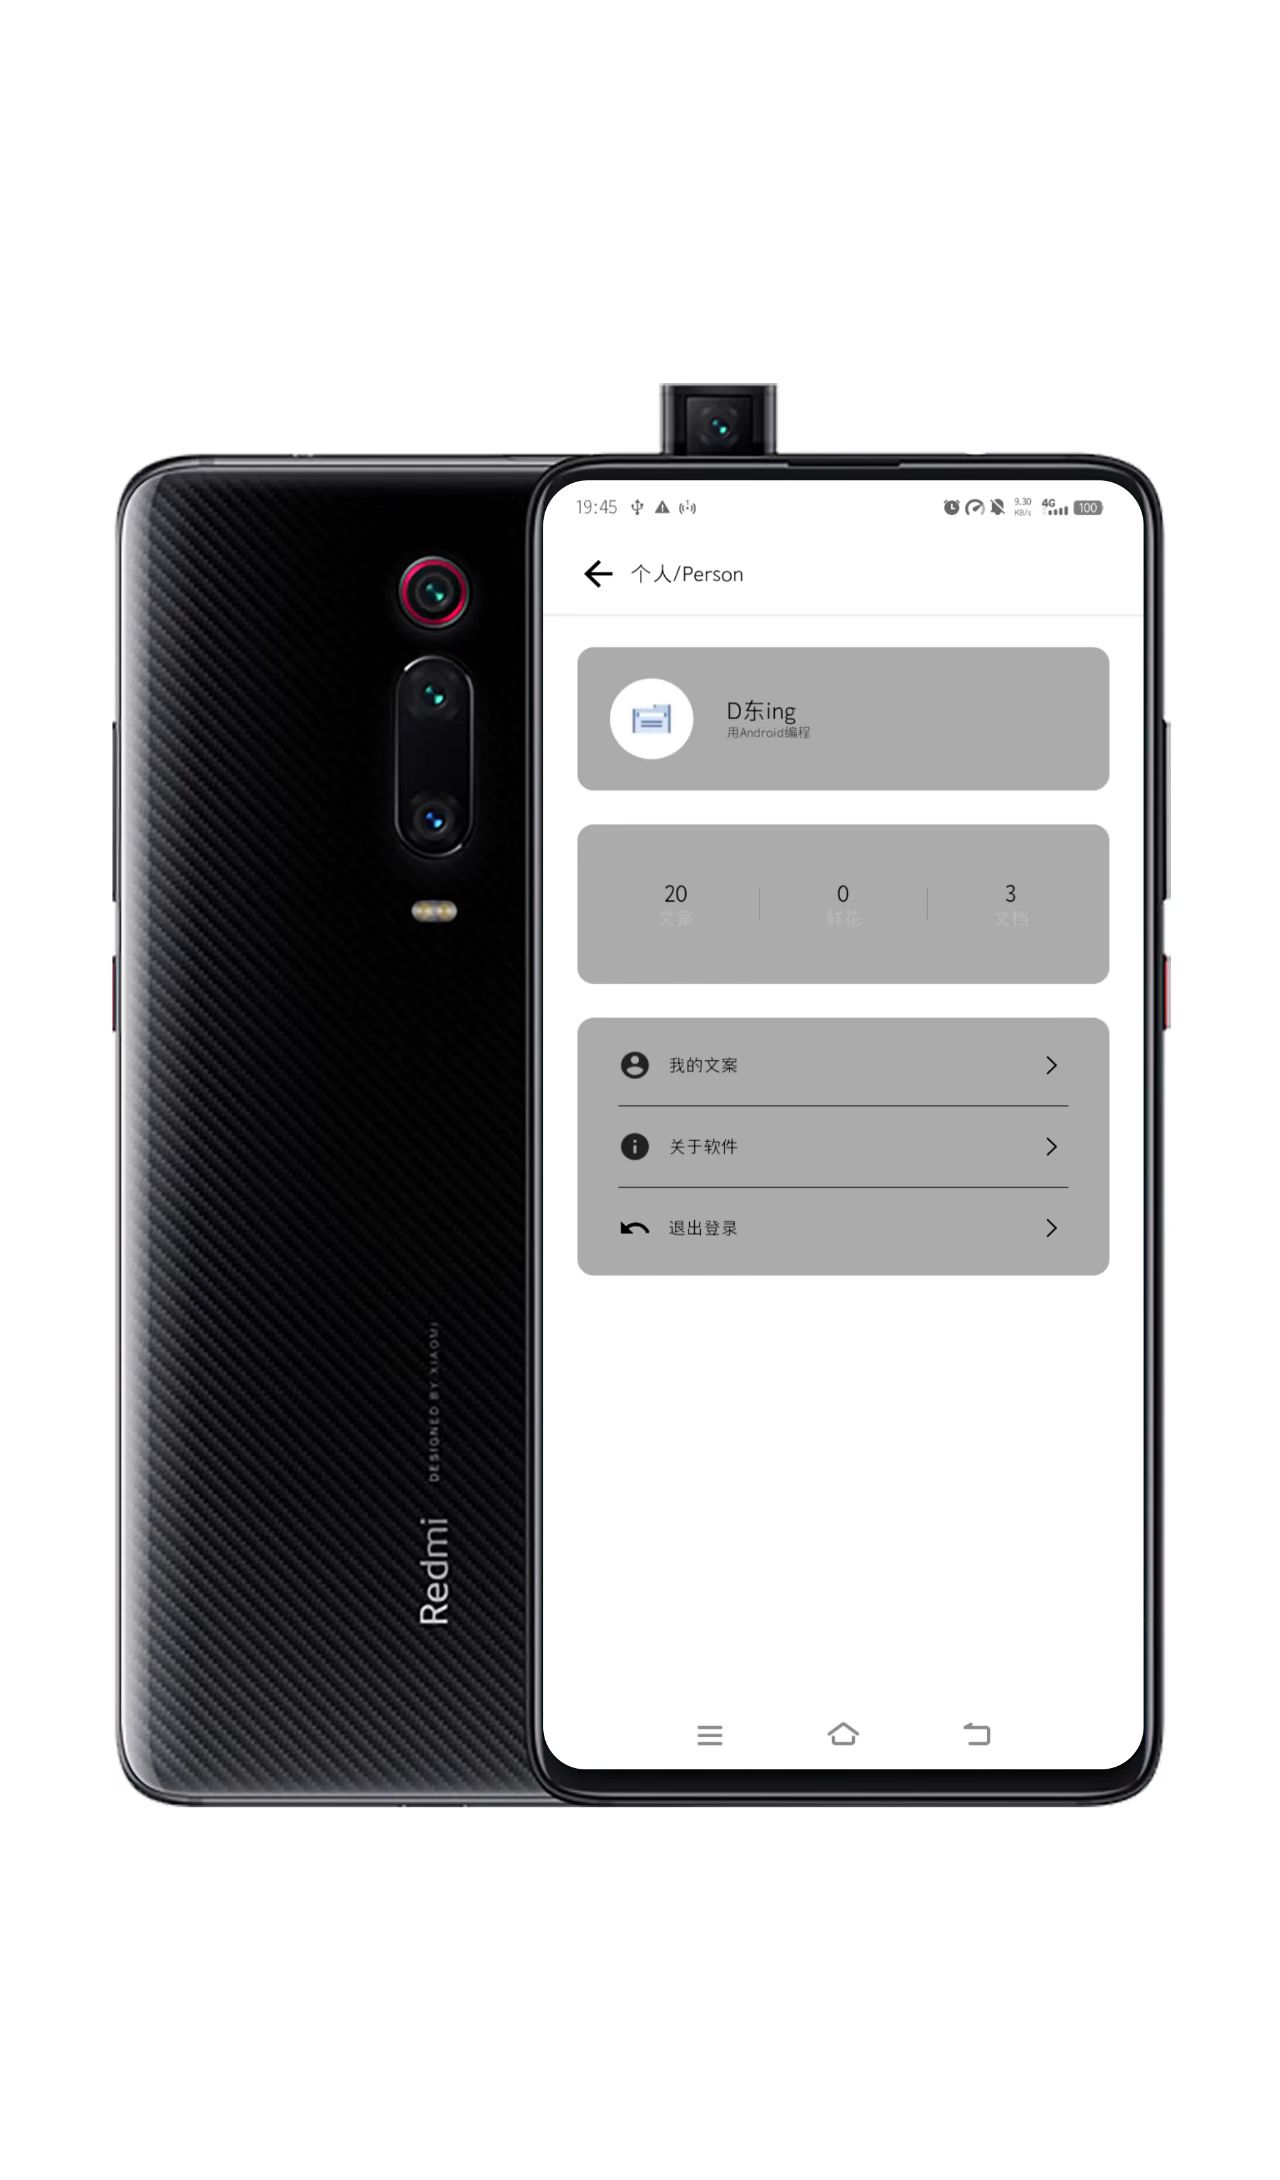 19:45
9.30
KB/s
4G
100
个人/Person
D东ing
用Android编程
20
0
3
文案
鲜花
文档
我的文案
关于软件
退出登录
Redmi
DESIGNED BY XIAOMI